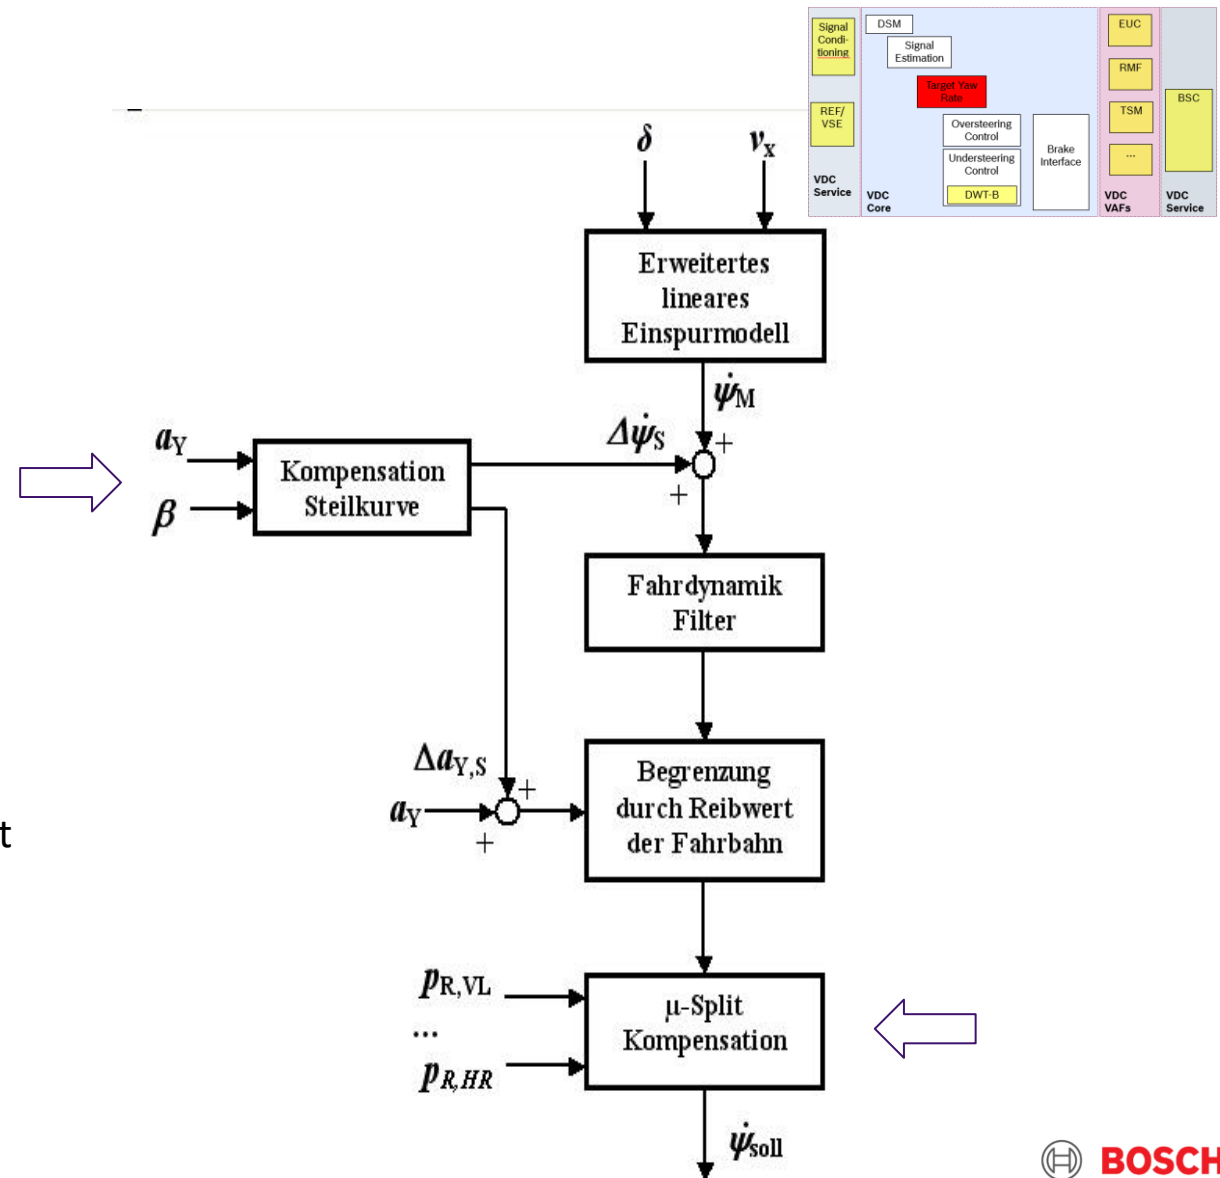 Signal
Condi-
tioning
REF/
VSE
VDC
Service
DSM
Signal
Estimation
Target Yaw
Rate
Oversteering
Control
Understeering
Control
DWT-B
Brake
Interface
VDC
Core
EUC
RMF
TSM
...
VDC
VAFs
BSC
VDC
Service
δ
vx
Erweitertes
lineares
Einspurmodell
ψ̇M
aY
β
Kompensation
Steilkurve
Δψ̇S
+
+
Fahrdynamik
Filter
ΔaY,S
aY
+
+
Begrenzung
durch Reibwert
der Fahrbahn
t
pR,VL
...
pR,HR
μ-Split
Kompensation
ψ̇soll
BOSCH